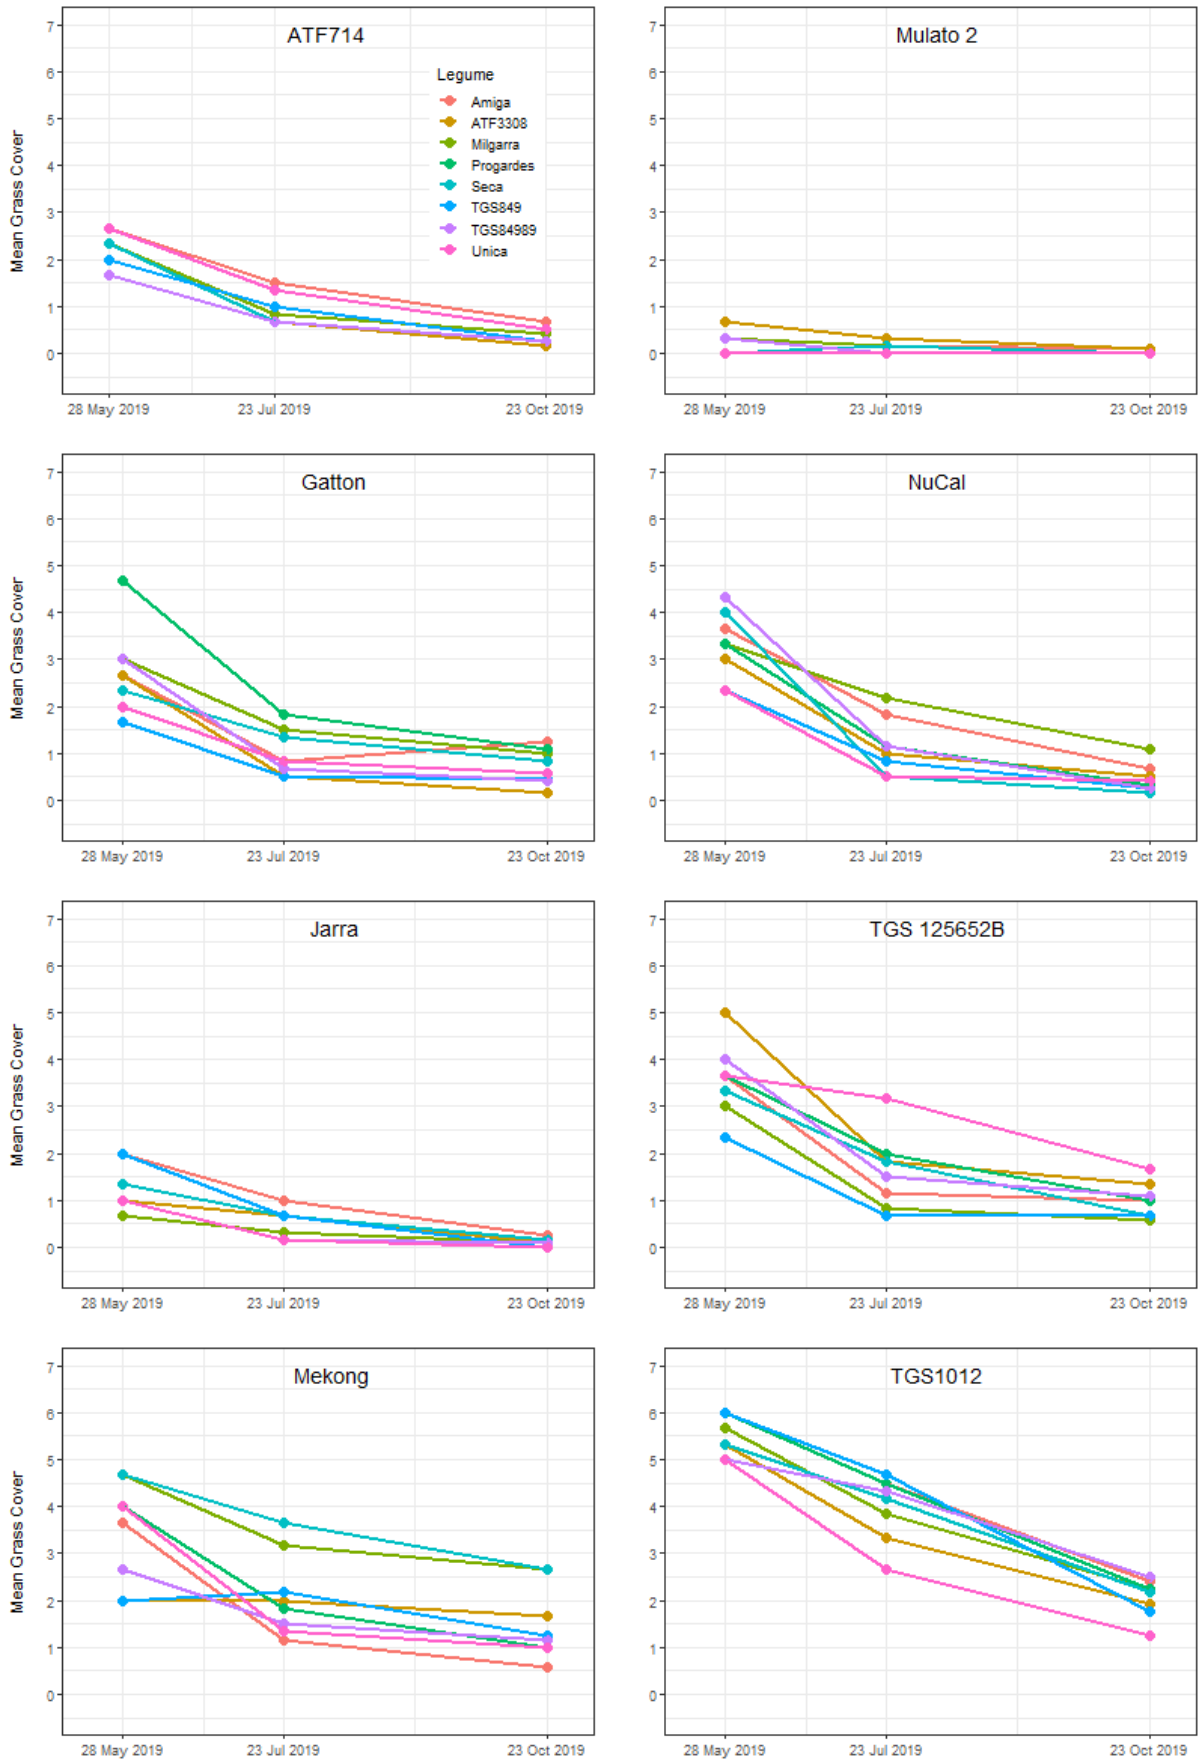 ATF714
Mean Grass Cover
7
6
5
4
3
2
1
0
Legume
Amiga
ATF3308
Milgarra
Progardes
Seca
TGS849
TGS84989
Unica
28 May 2019 23 Jul 2019 23 Oct 2019
Mulato 2
7
6
5
4
3
2
1
0
28 May 2019 23 Jul 2019 23 Oct 2019
Gatton
Mean Grass Cover
7
6
5
4
3
2
1
0
28 May 2019 23 Jul 2019 23 Oct 2019
NuCal
7
6
5
4
3
2
1
0
28 May 2019 23 Jul 2019 23 Oct 2019
Jarra
Mean Grass Cover
7
6
5
4
3
2
1
0
28 May 2019 23 Jul 2019 23 Oct 2019
TGS 125652B
7
6
5
4
3
2
1
0
28 May 2019 23 Jul 2019 23 Oct 2019
Mekong
Mean Grass Cover
7
6
5
4
3
2
1
0
28 May 2019 23 Jul 2019 23 Oct 2019
TGS1012
7
6
5
4
3
2
1
0
28 May 2019 23 Jul 2019 23 Oct 2019